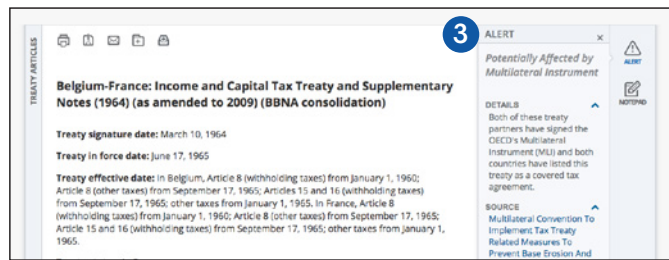 TREATY ARTICLES
Belgium-France: Income and Capital Tax Treaty and Supplementary
Notes (1964) (as amended to 2009) (BBNA consolidation)
Treaty signature date: March 10, 1964
Treaty in force date: June 17, 1965
Treaty effective date: In Belgium, Article 8 (withholding taxes) from January 1, 1960;
Article 8 (other taxes) from September 17, 1965; Articles 15 and 16 (withholding taxes)
from September 17, 1965; other taxes from January 1, 1965. In France, Article 8
(withholding taxes) from January 1, 1960; Article 8 (other taxes) from September 17, 1965;
Article 15 and 16 (withholding taxes) from September 17, 1965; other taxes from January 1,
1965.
3
ALERT
Potentially Affected by
Multilateral Instrument
DETAILS
Both of these treaty
partners have signed the
OECD's Multilateral
Instrument (MLI) and both
countries have listed this
treaty as a covered tax
agreement.
SOURCE
Multilateral Convention To
Implement Tax Treaty
Related Measures To
Prevent Base Erosion And
ALERT
NOTEPAD